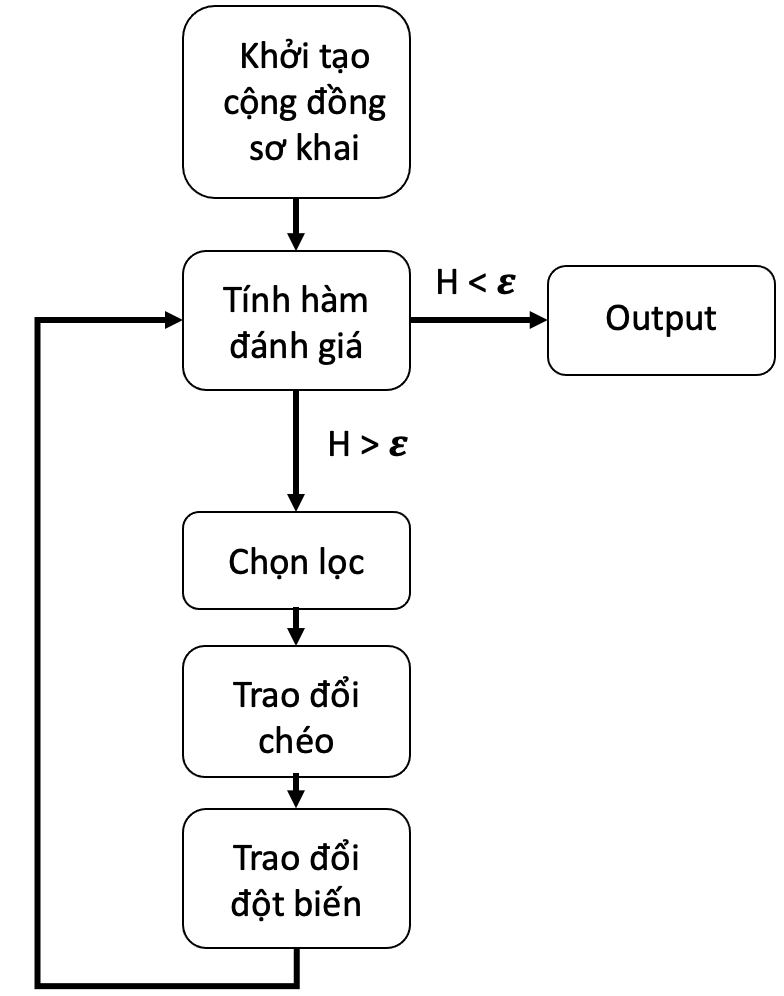 Khởi tạo
cộng đồng
sơ khai
Tính hàm
đánh giá
H < 𝜺
Output
H > 𝜺
Chọn lọc
Trao đổi
chéo
Trao đổi
đột biến